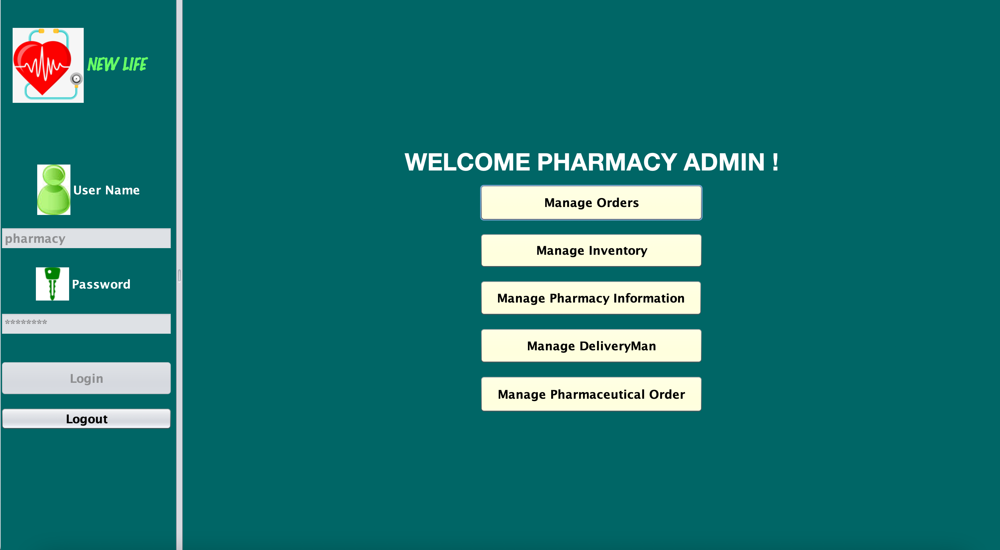 NEW LIFE
User Name
pharmacy
Password
********
Login
Logout
WELCOME PHARMACY ADMIN !
Manage Orders
Manage Inventory
Manage Pharmacy Information
Manage DeliveryMan
Manage Pharmaceutical Order